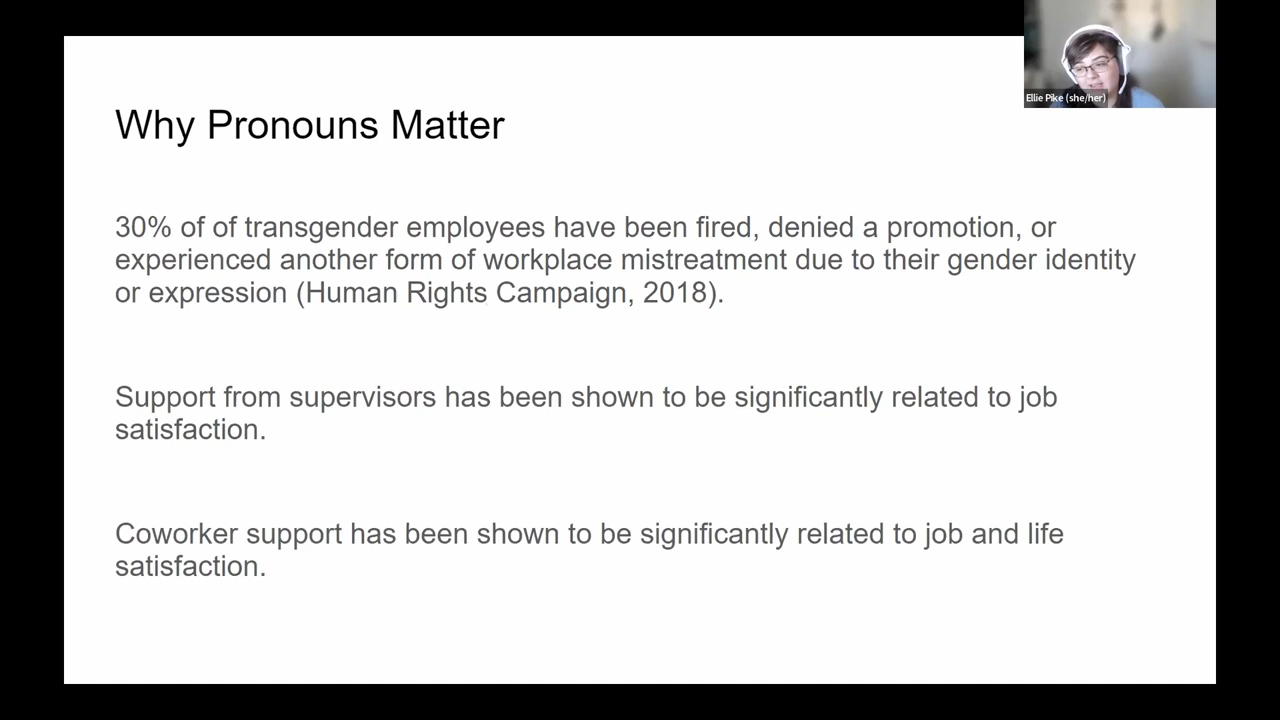 Ellie Pike (she/her)
Why Pronouns Matter
30% of of transgender employees have been fired, denied a promotion, or
experienced another form of workplace mistreatment due to their gender identity
or expression (Human Rights Campaign, 2018).
Support from supervisors has been shown to be significantly related to job
satisfaction.
Coworker support has been shown to be significantly related to job and life
satisfaction.